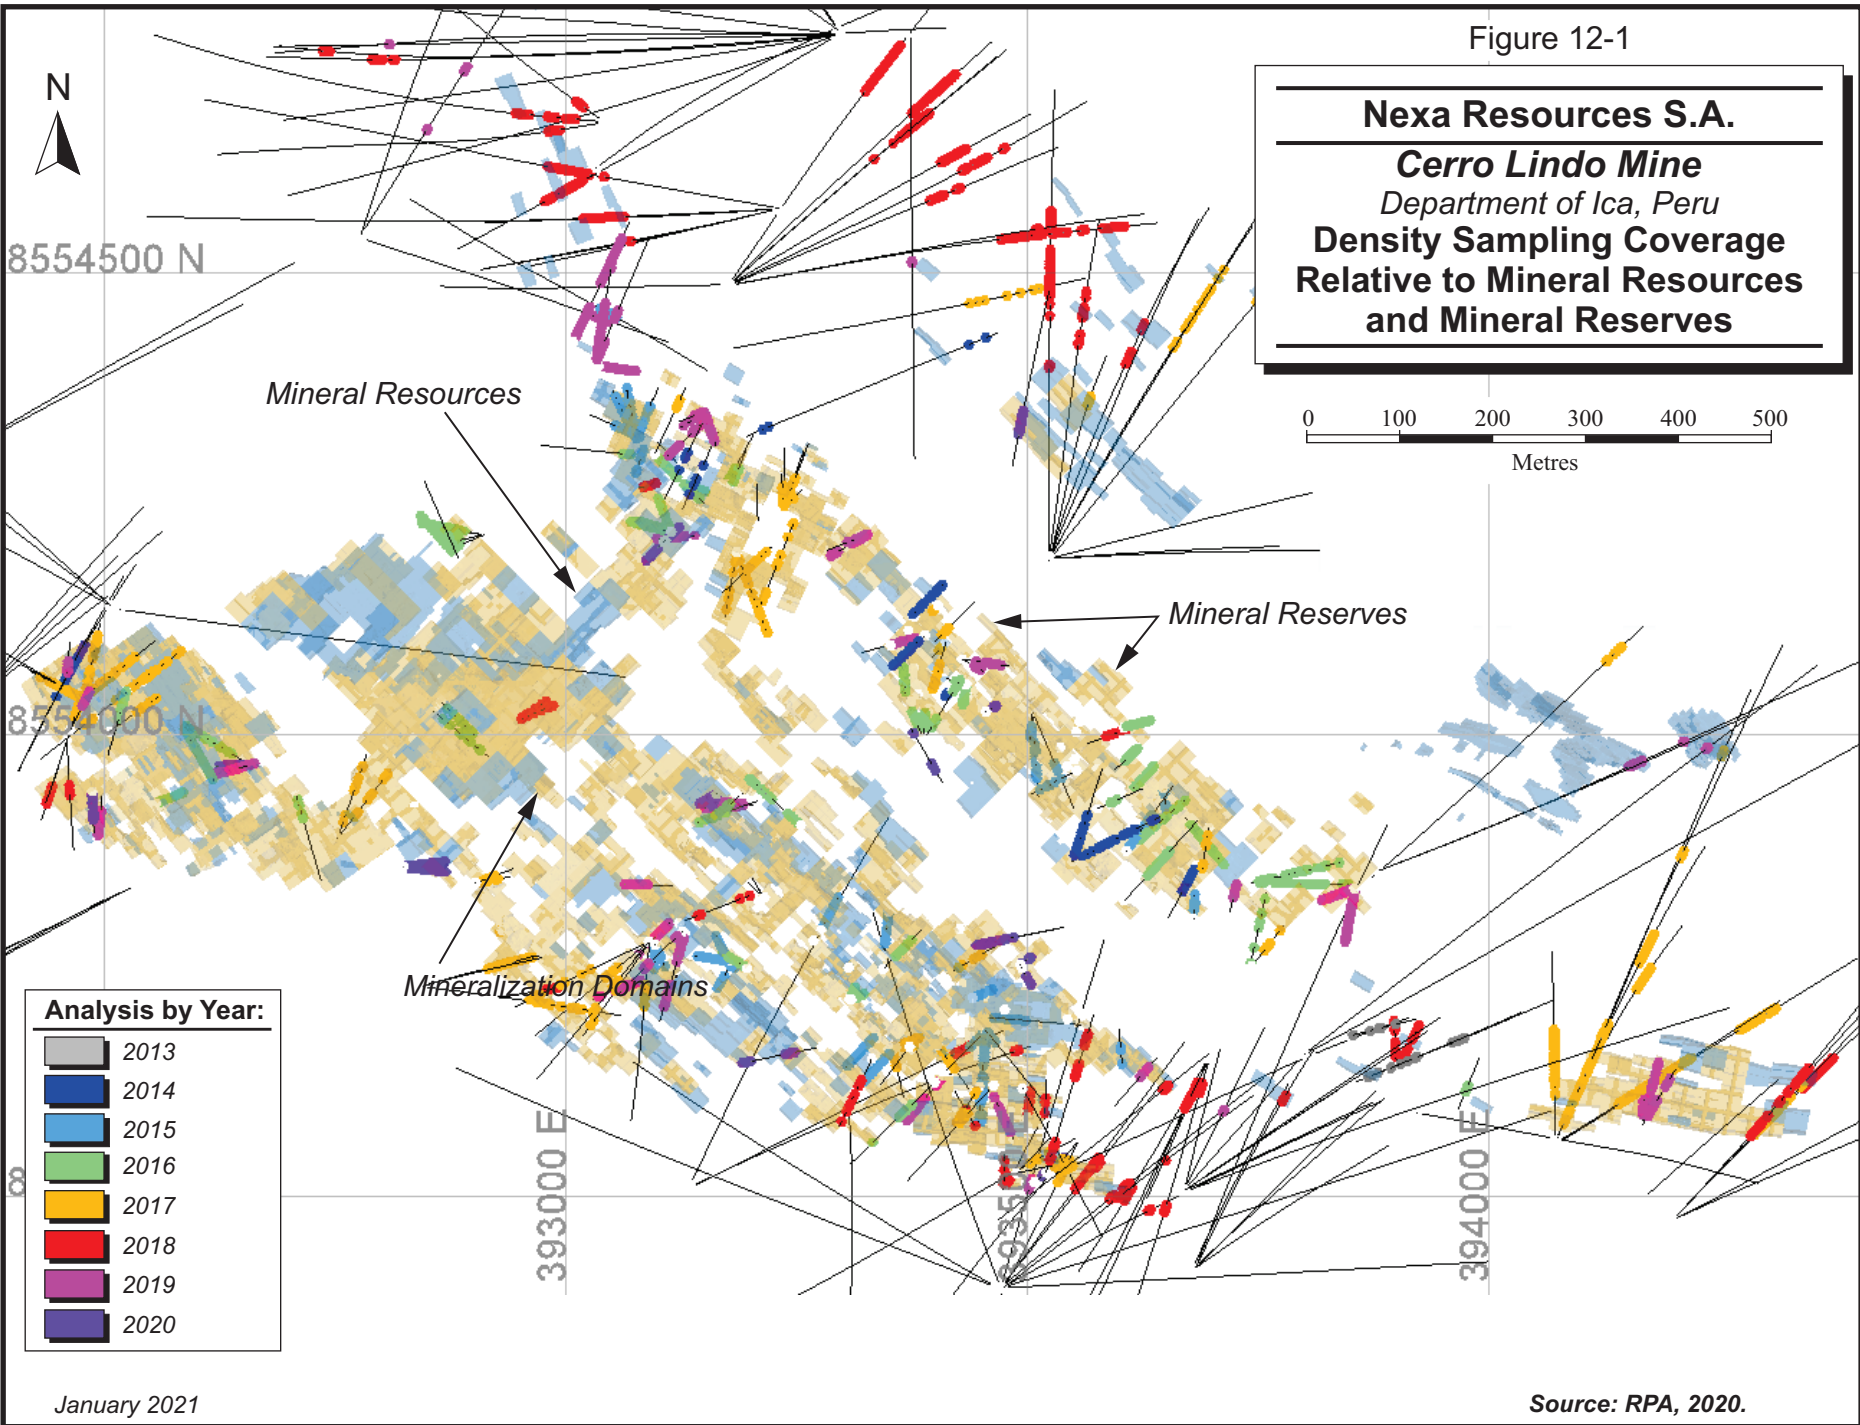 Figure 12-1
Nexa Resources S.A.
Cerro Lindo Mine
Department of Ica, Peru
Density Sampling Coverage
Relative to Mineral Resources
and Mineral Reserves
N
8554500 N
0 100 200 300 400 500
Metres
Mineral Resources
Mineral Reserves
8554000 N
Mineralization Domains
Analysis by Year:
2013
2014
2015
2016
2017
2018
2019
2020
8
393000 E
393500 E
394000 E
January 2021
Source: RPA, 2020.